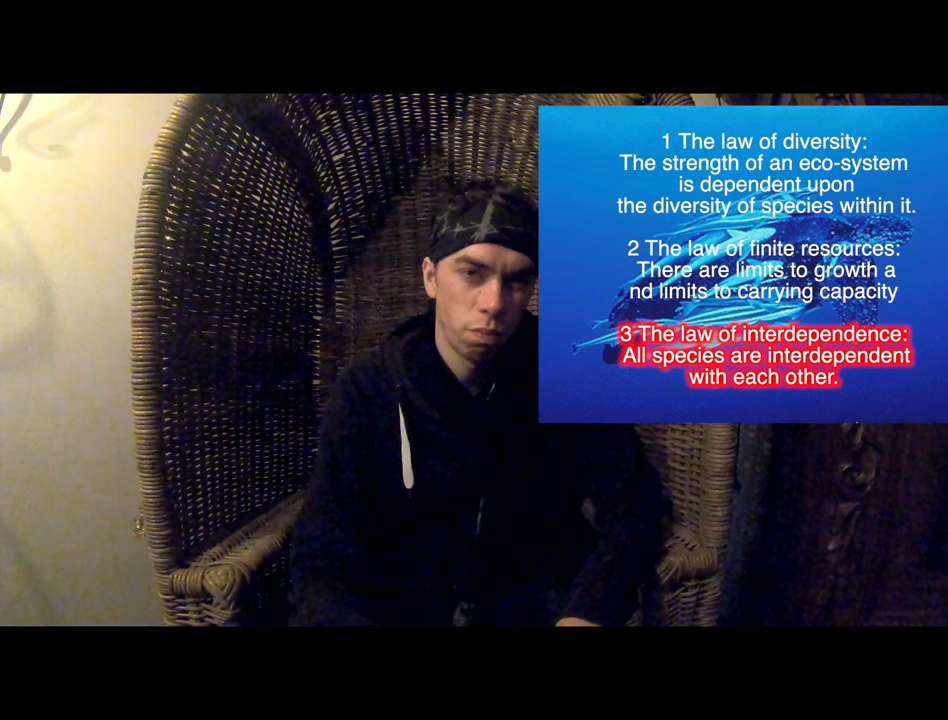 1 The law of diversity:
The strength of an eco-system
is dependent upon
the diversity of species within it.
2 The law of finite resources:
There are limits to growth a
nd limits to carrying capacity
3 The law of interdependence:
All species are interdependent
with each other.